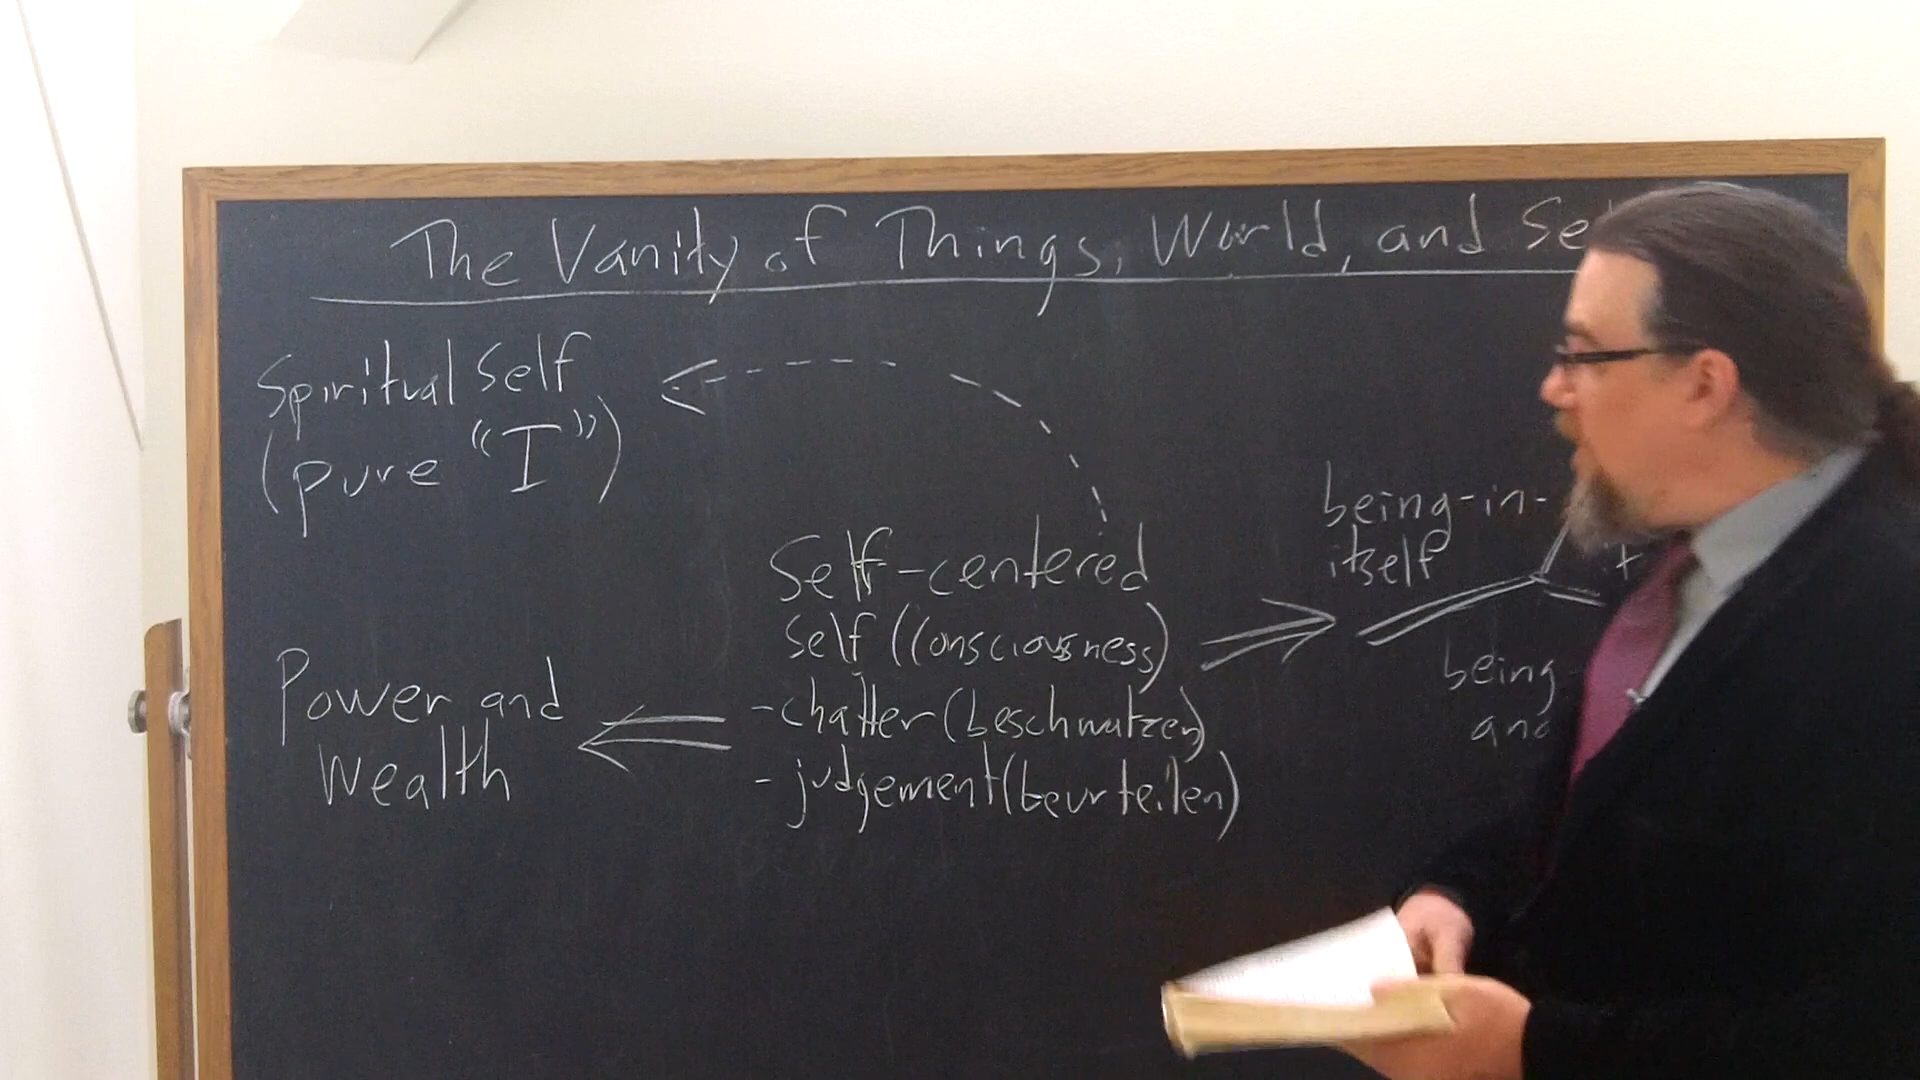 The Vanity of Things, World, and Se
Spiritual Self
(pure "I")
being-in-
itself
+
Self-centered
Self (Consciousness)
-chatter (beschwatzen)
-judgement (beurteilen)
Power and
Wealth
being
and